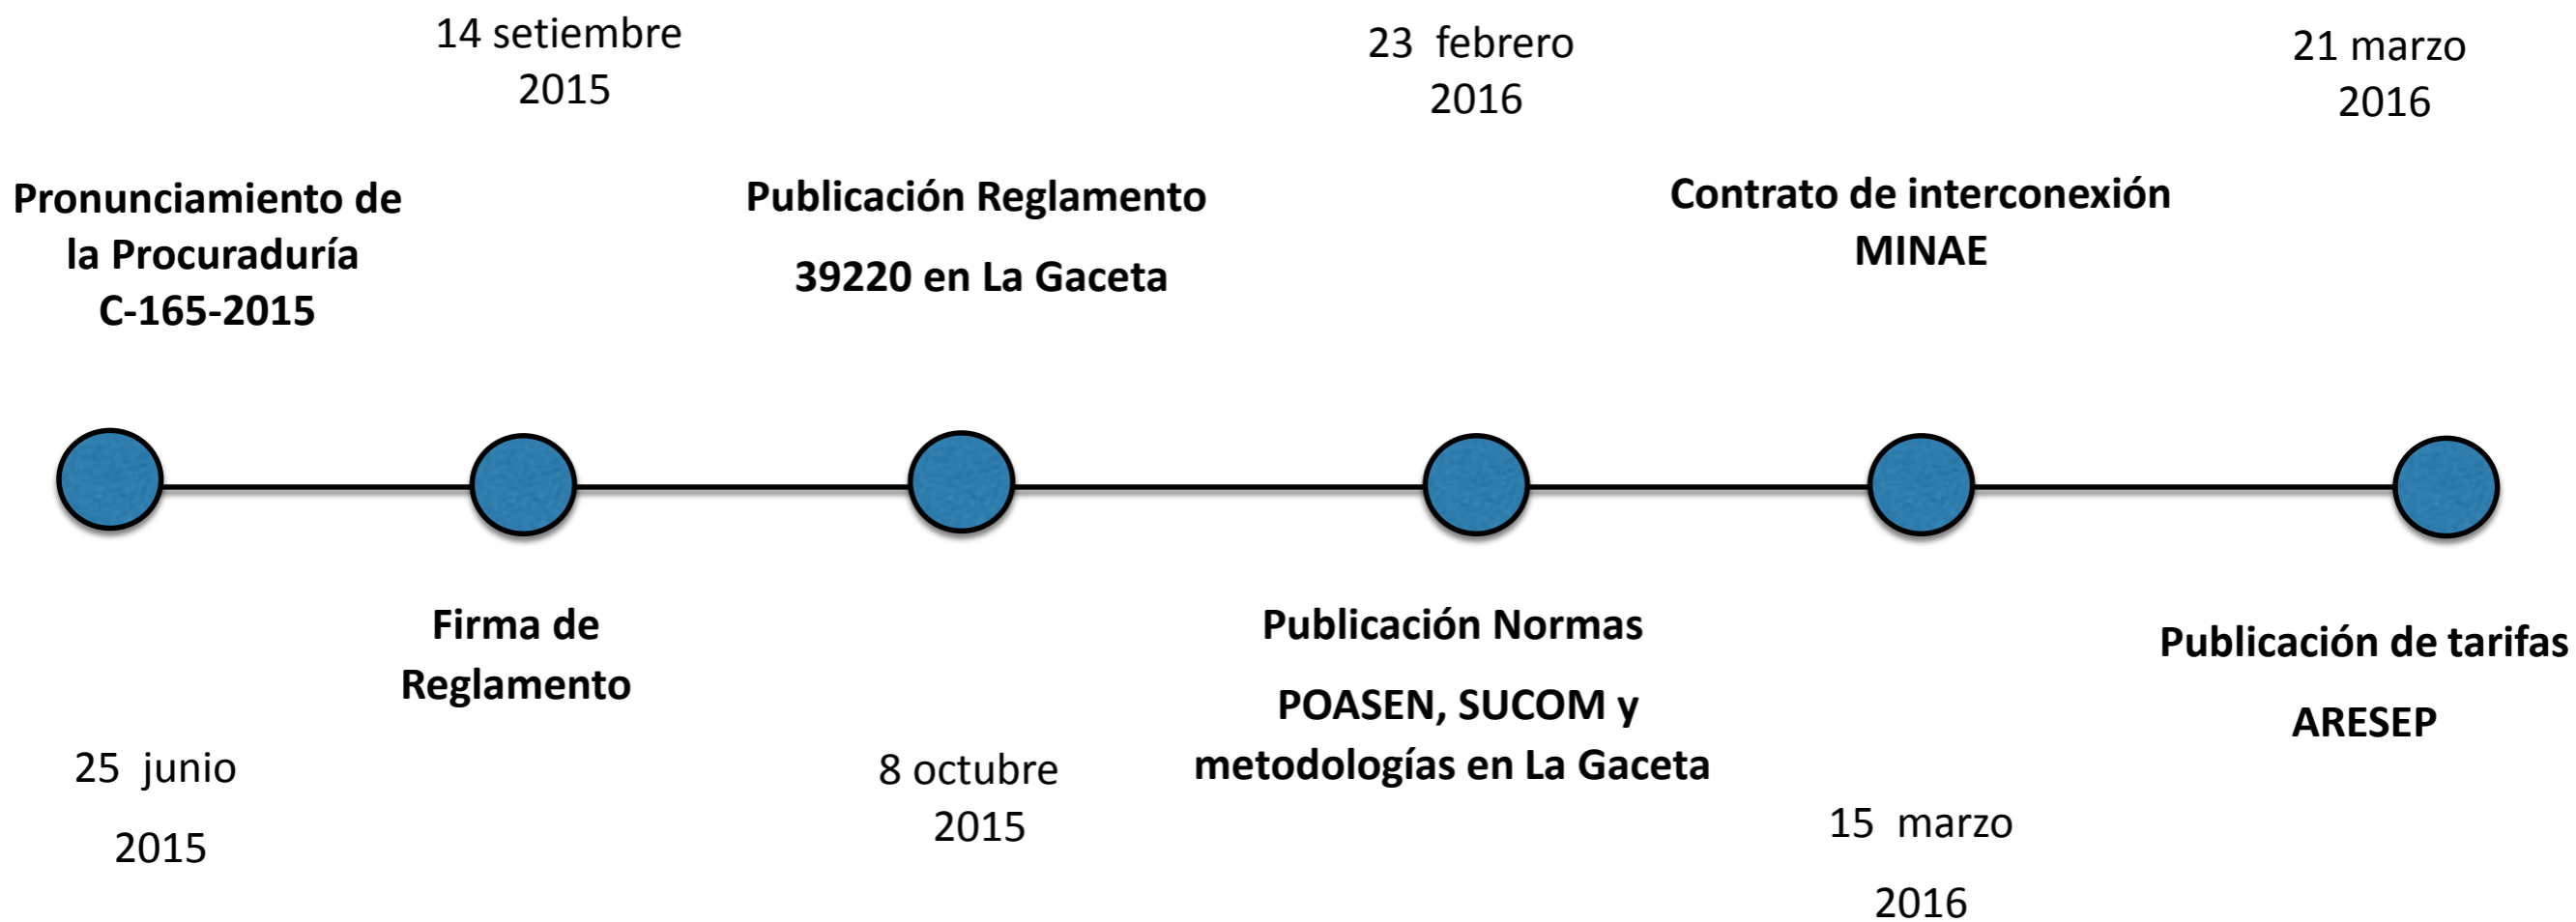 Pronunciamiento de
la Procuraduría
C-165-2015
25 junio
2015
14 setiembre
2015
Firma de
Reglamento
Publicación Reglamento
39220 en La Gaceta
8 octubre
2015
23 febrero
2016
Publicación Normas
POASEN, SUCOM y
metodologías en La Gaceta
Contrato de interconexión
MINAE
15 marzo
2016
21 marzo
2016
Publicación de tarifas
ARESEP